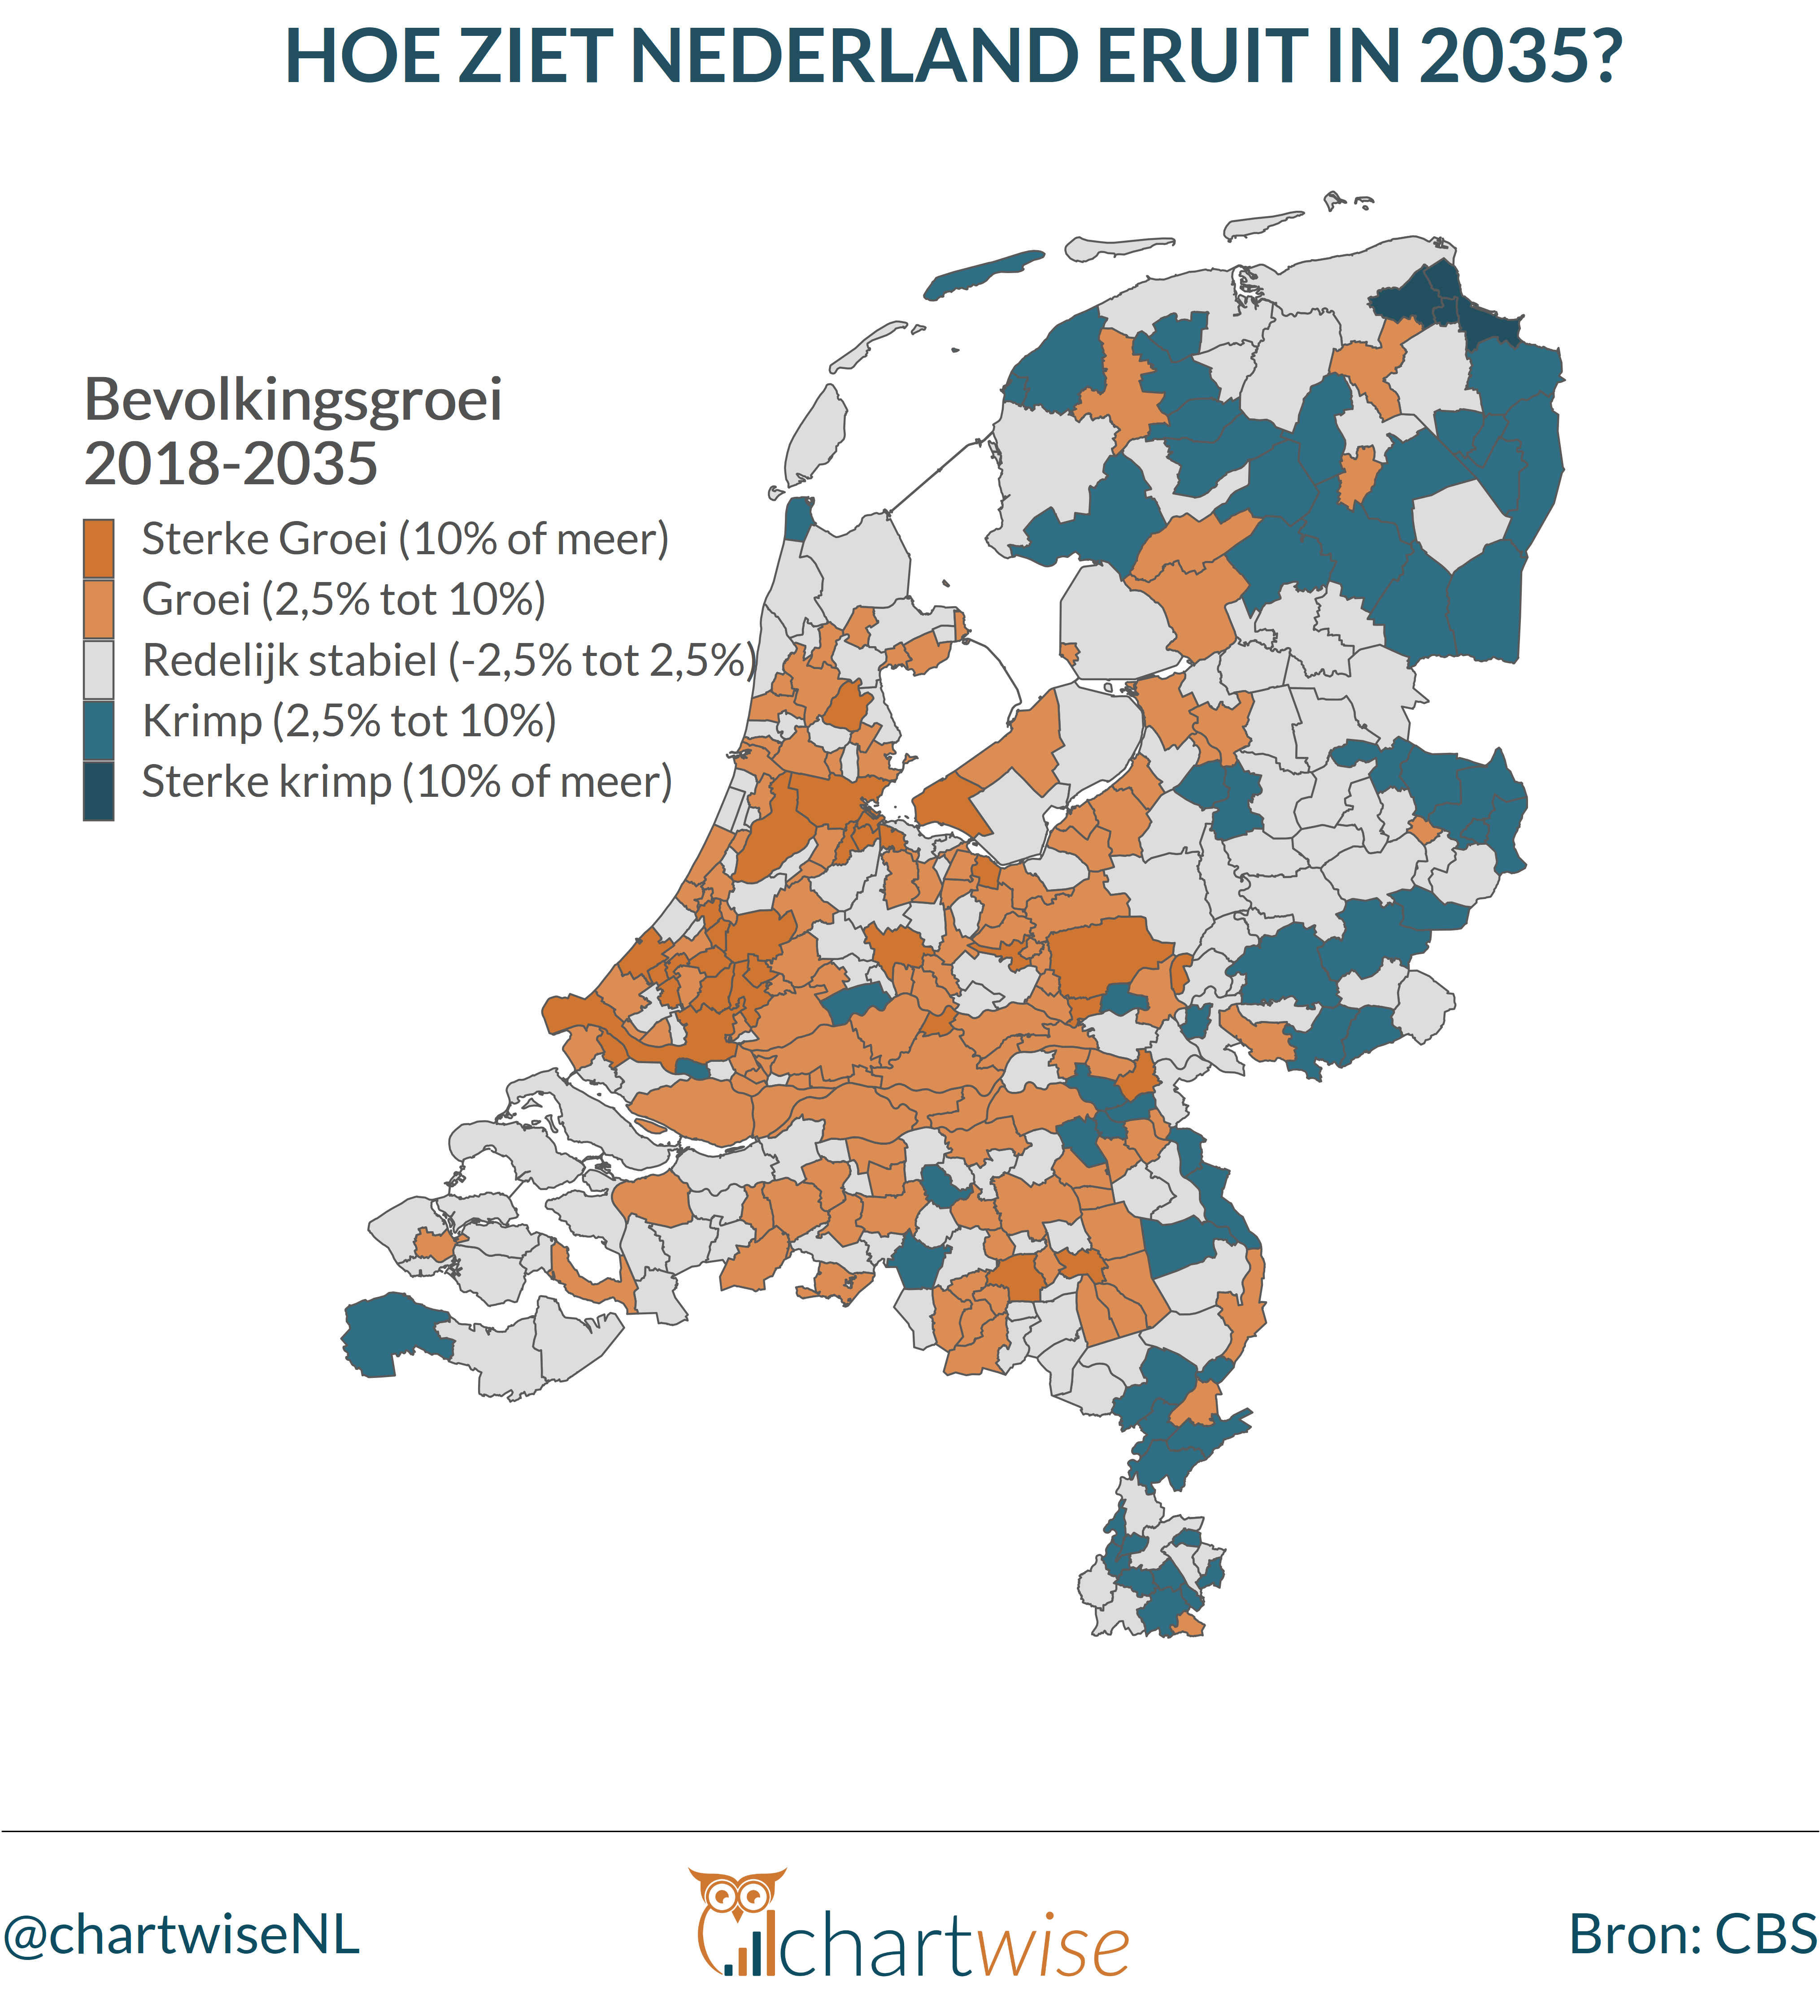 HOE ZIET NEDERLAND ERUIT IN 2035?
Bevolkingsgroei
2018-2035
Sterke Groei (10% of meer)
Groei (2,5% tot 10%)
Redelijk stabiel (-2,5% tot 2,5%)
Krimp (2,5% tot 10%)
Sterke krimp (10% of meer)
@chartwiseNL
chartwise
Bron: CBS